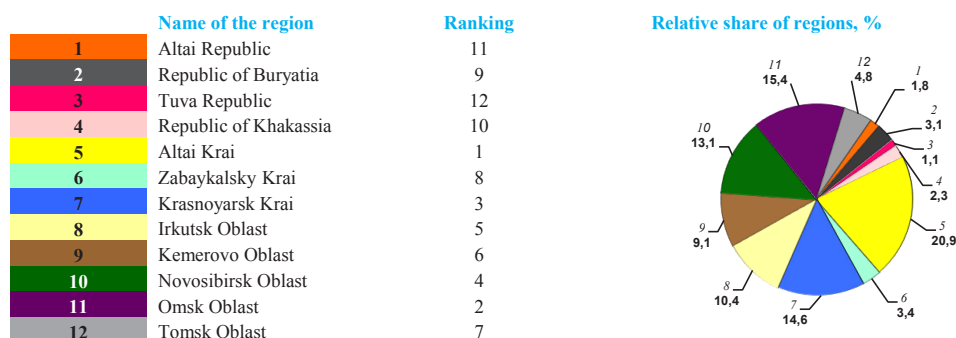 Name of the region Ranking Relative share of regions, %
1 Altai Republic 11
2 Republic of Buryatia 9
3 Tuva Republic 12
4 Republic of Khakassia 10
5 Altai Krai 1
6 Zabaykalsky Krai 8
7 Krasnoyarsk Krai 3
8 Irkutsk Oblast 5
9 Kemerovo Oblast 6
10 Novosibirsk Oblast 4
11 Omsk Oblast 2
12 Tomsk Oblast 7
1
1,8
2
3,1
3
1,1
4
2,3
5
20,9
6
3,4
7
14,6
8
10,4
9
9,1
10
13,1
11
15,4
12
4,8